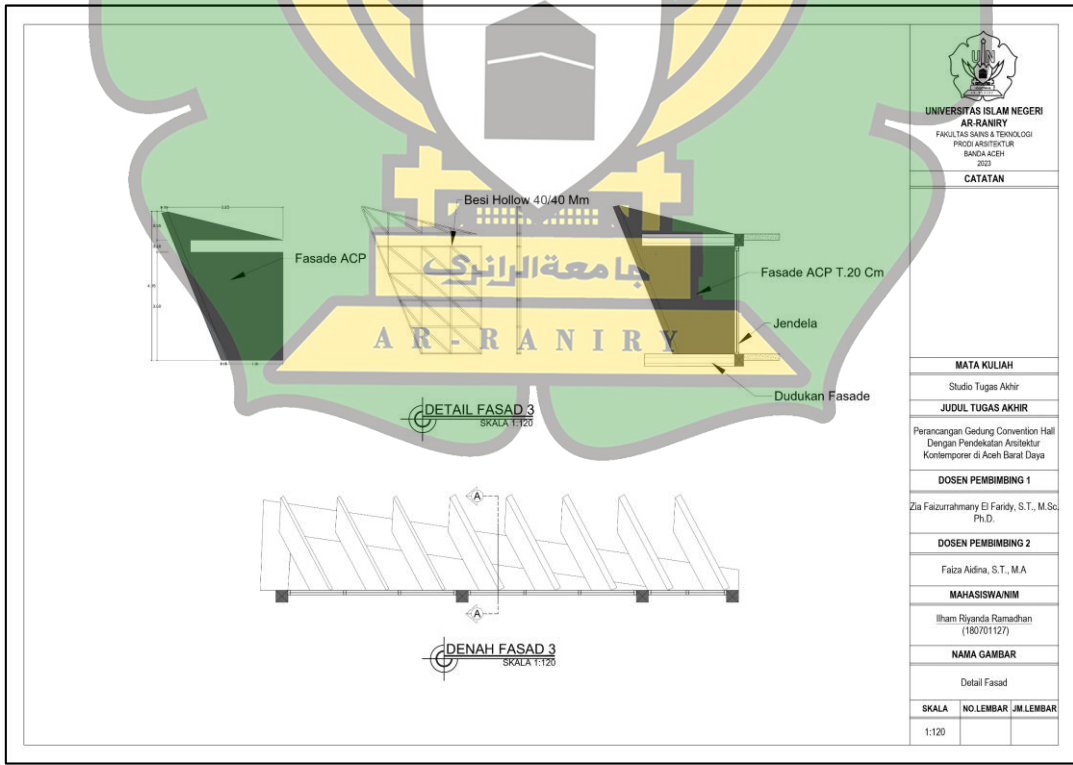 Besi Hollow 40/40 Mm
Fasade ACP
Fasade ACP T.20 Cm
Jendela
Dudukan Fasade
جامعة الرانري
AR-RANIRY
DETAIL FASAD 3
SKALA 1:120
A
A
DENAH FASAD 3
SKALA 1:120
UIN
UNIVERSITAS ISLAM NEGERI
AR-RANIRY
FAKULTAS SAINS & TEKNOLOGI
PRODI ARSITEKTUR
BANDA ACEH
2023
CATATAN
MATA KULIAH
Studio Tugas Akhir
JUDUL TUGAS AKHIR
Perancangan Gedung Convention Hall
Dengan Pendekatan Arsitektur
Kontemporer di Aceh Barat Daya
DOSEN PEMBIMBING 1
Zia Faizurrahmany El Faridy, S.T., M.Sc.
Ph.D.
DOSEN PEMBIMBING 2
Faiza Aidina, S.T., M.A
MAHASISWA/NIM
Ilham Riyanda Ramadhan
(180701127)
NAMA GAMBAR
Detail Fasad
SKALA NO.LEMBAR JM.LEMBAR
1:120